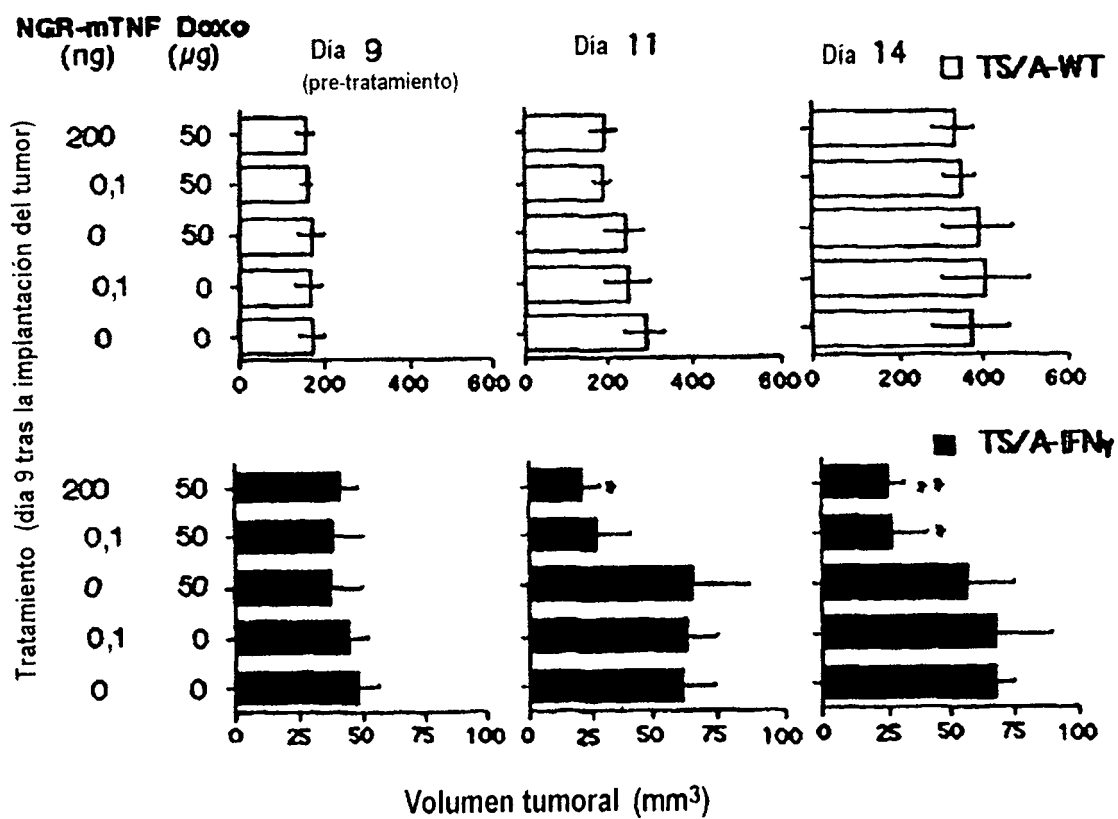 NGR-mTNF Doxo
(ng) (µg)
Día 9
(pre-tratamiento)
Día 11
Día 14
TS/A-WT
Tratamiento (día 9 tras la implantación del tumor)
200 50
0,1 50
0 50
0,1 0
0 0
0 200 400 600
0 200 400 600
0 200 400 600
TS/A-IFNγ
200 50
0,1 50
0 50
0,1 0
0 0
*
* *
*
0 25 50 75 100
0 25 50 75 100
0 25 50 75 100
Volumen tumoral (mm³)